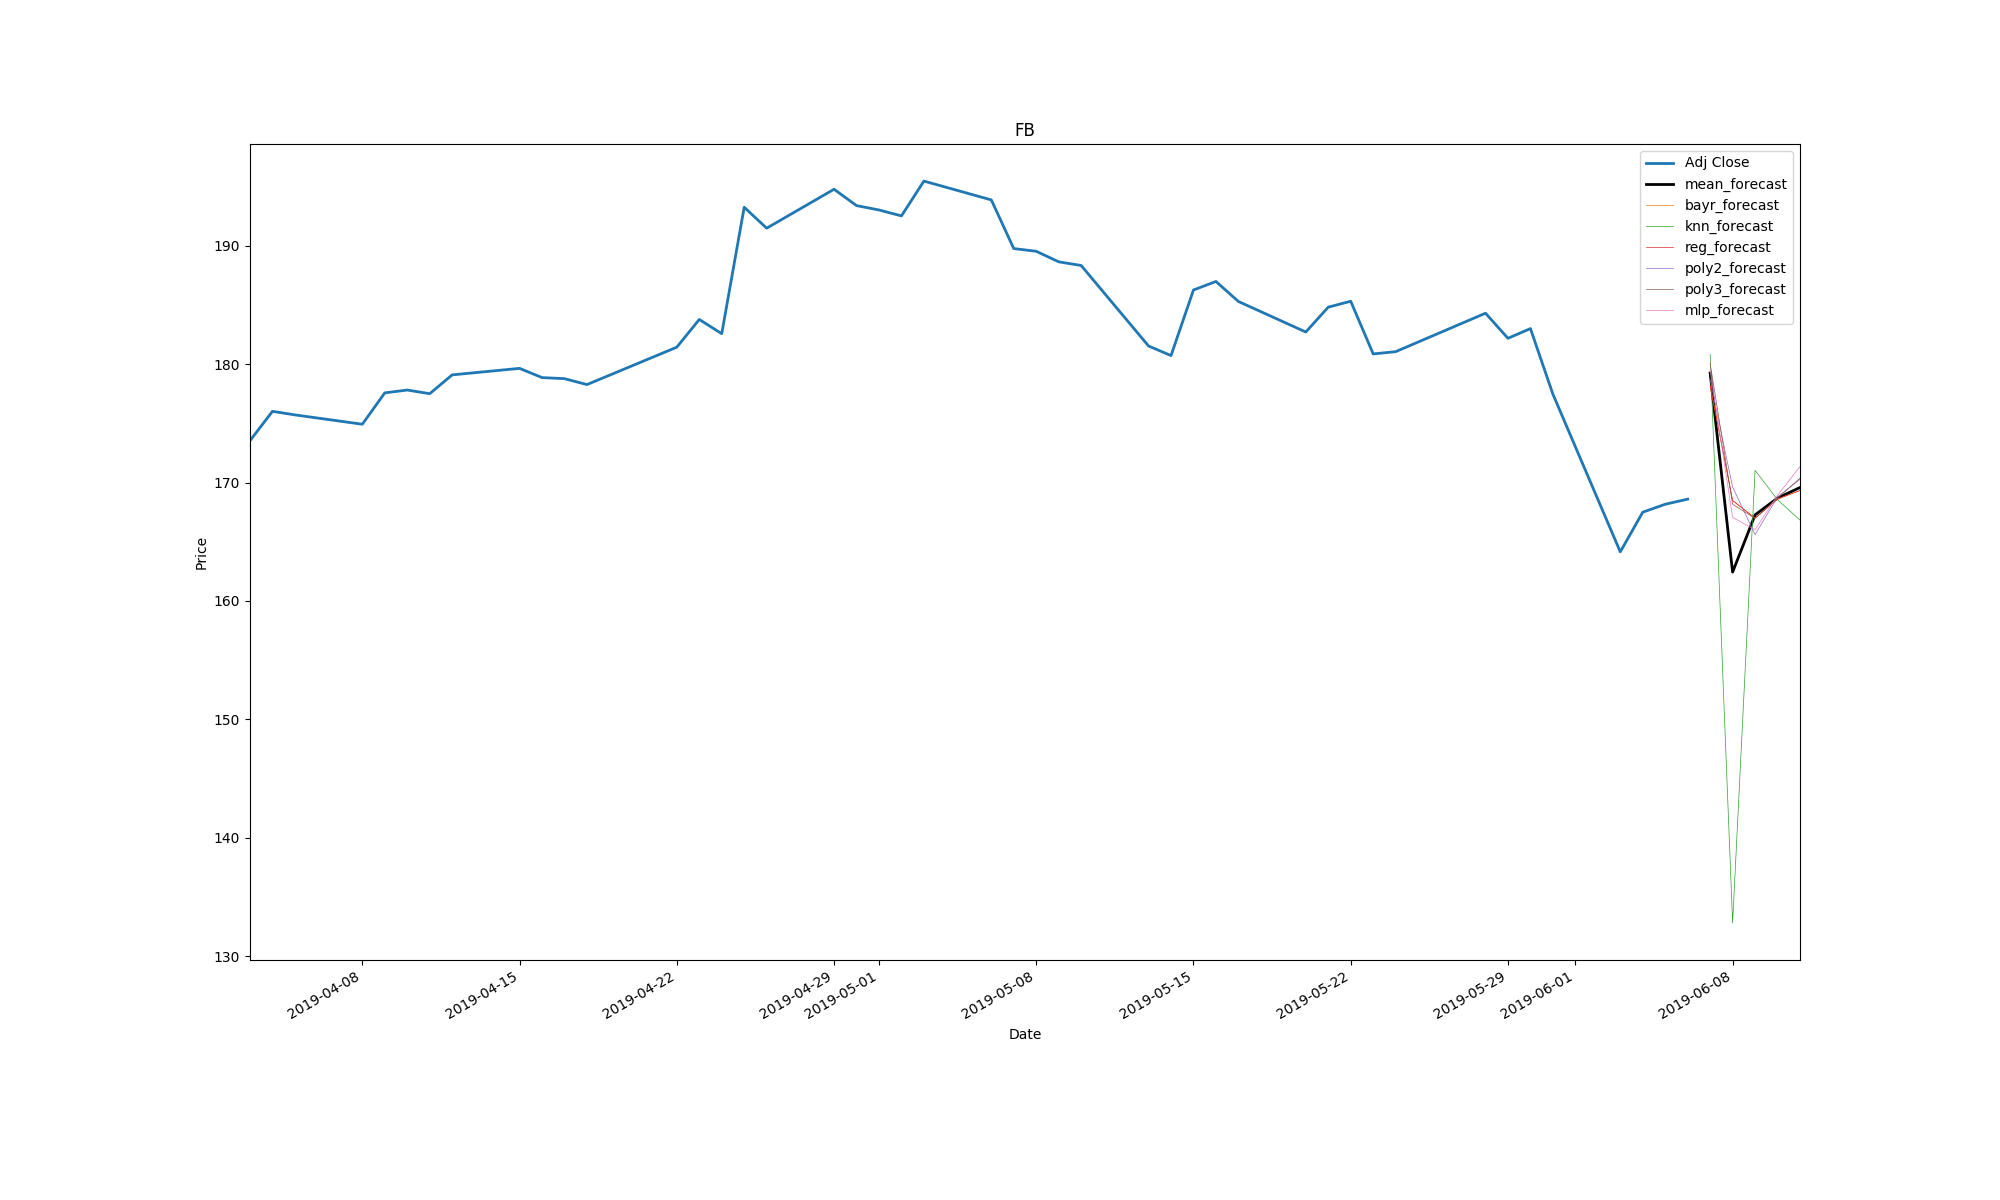 FB
Adj Close
mean_forecast
bayr_forecast
knn_forecast
reg_forecast
poly2_forecast
poly3_forecast
mlp_forecast
Price
190
180
170
160
150
140
130
2019-04-08
2019-04-15
2019-04-22
2019-04-29
2019-05-01
2019-05-08
2019-05-15
2019-05-22
2019-05-29
2019-06-01
2019-06-08
Date